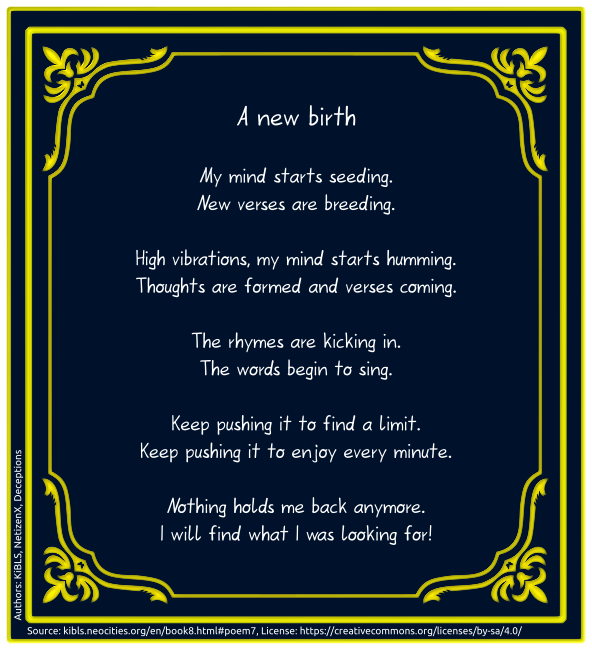 A new birth
My mind starts seeding.
New verses are breeding.
High vibrations, my mind starts humming.
Thoughts are formed and verses coming.
The rhymes are kicking in.
The words begin to sing.
Keep pushing it to find a limit.
Keep pushing it to enjoy every minute.
Nothing holds me back anymore.
I will find what I was looking for!
Authors: KiBLS, NetizenX, Deceptions
Source: kibls.neocities.org/en/book8.html#poem7, License: https://creativecommons.org/licenses/by-sa/4.0/